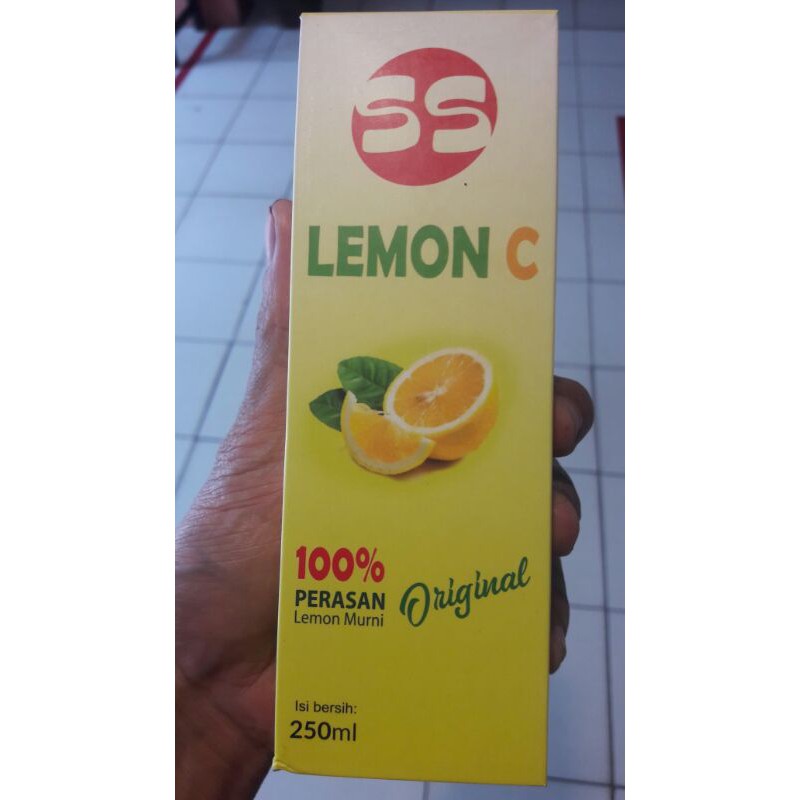 SS
LEMON C
100%
PERASAN
Lemon Murni
Original
Isi bersih:
250ml